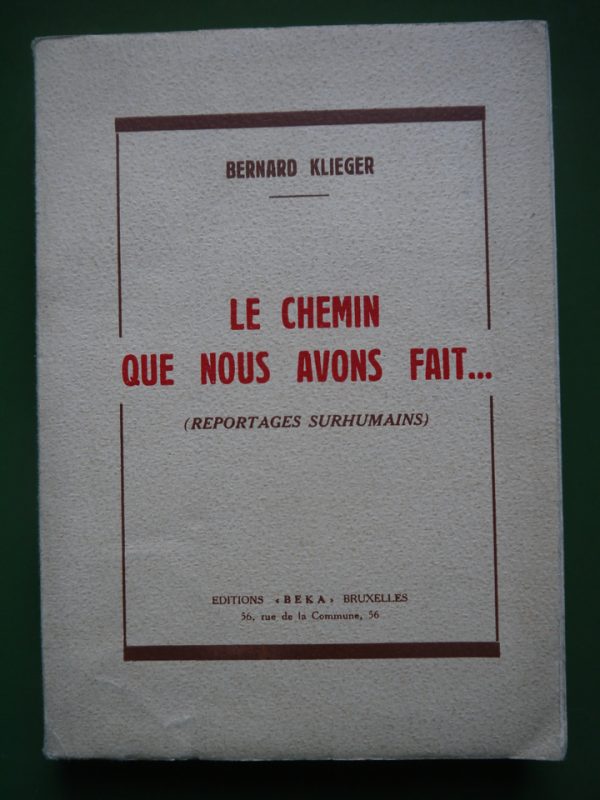 BERNARD KLIEGER
LE CHEMIN
QUE NOUS AVONS FAIT...
(REPORTAGES SURHUMAINS)
EDITIONS « BEKA » BRUXELLES
56, rue de la Commune, 56